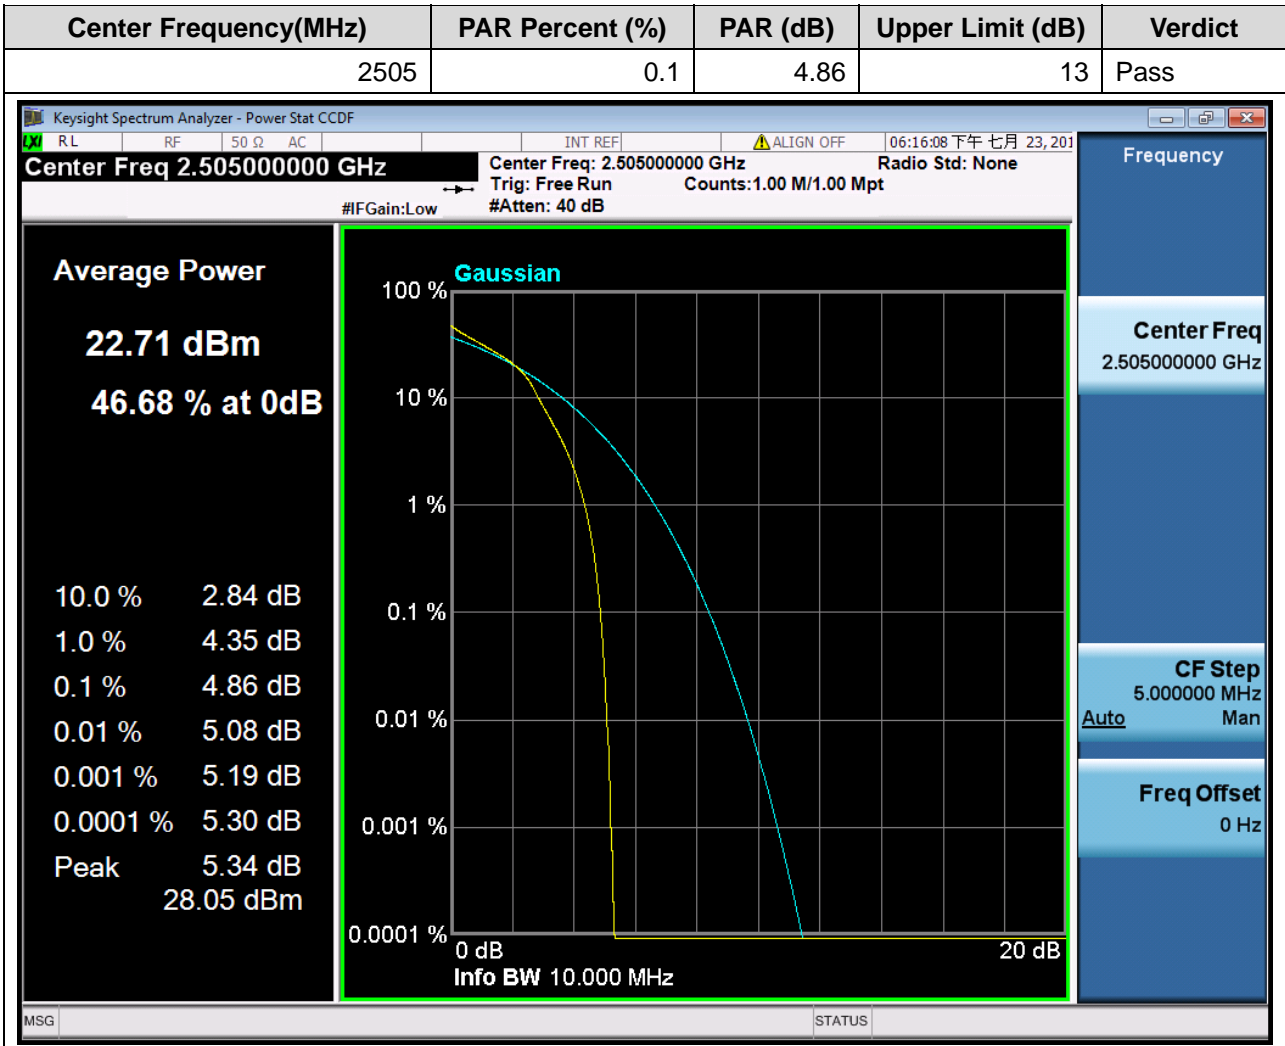 Center Frequency(MHz) PAR Percent (%) PAR (dB) Upper Limit (dB) Verdict
2505 0.1 4.86 13 Pass
Keysight Spectrum Analyzer - Power Stat CCDF
LXI RL RF 50 Ω AC INT REF ALIGN OFF 06:16:08 下午 七月 23, 201
Center Freq 2.505000000 GHz
Center Freq: 2.505000000 GHz Radio Std: None
Trig: Free Run Counts:1.00 M/1.00 Mpt
#IFGain:Low #Atten: 40 dB
Average Power
22.71 dBm
46.68 % at 0dB
10.0 % 2.84 dB
1.0 % 4.35 dB
0.1 % 4.86 dB
0.01 % 5.08 dB
0.001 % 5.19 dB
0.0001 % 5.30 dB
Peak 5.34 dB
28.05 dBm
Gaussian
100 %
10 %
1 %
0.1 %
0.01 %
0.001 %
0.0001 %
0 dB 20 dB
Info BW 10.000 MHz
Frequency
Center Freq
2.505000000 GHz
CF Step
5.000000 MHz
Auto Man
Freq Offset
0 Hz
MSG STATUS